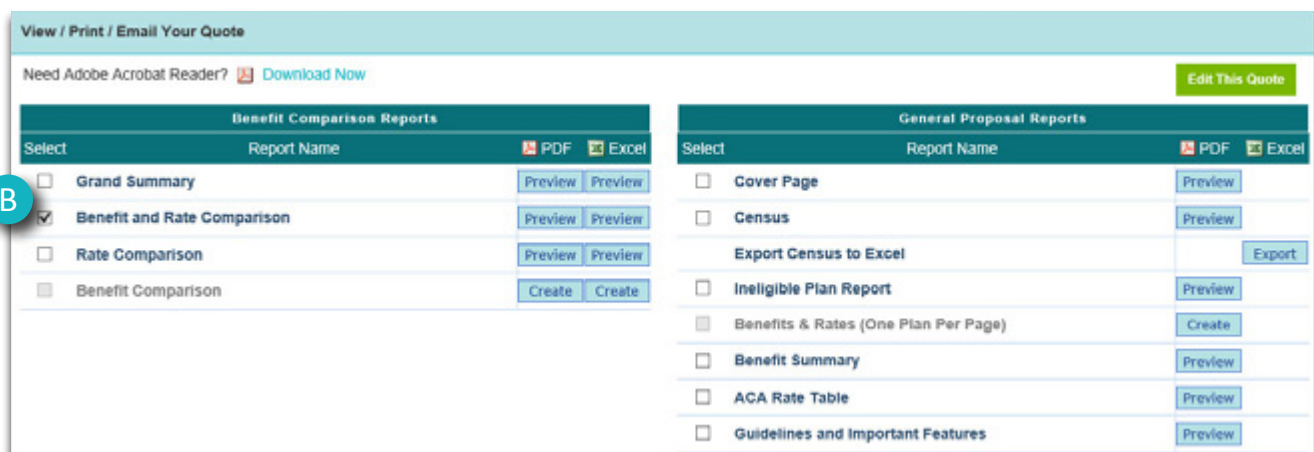 View / Print / Email Your Quote
Need Adobe Acrobat Reader? Download Now
Edit This Quote
Benefit Comparison Reports
Select Report Name PDF Excel
Grand Summary Preview Preview
B
Benefit and Rate Comparison Preview Preview
Rate Comparison Preview Preview
Benefit Comparison Create Create
General Proposal Reports
Select Report Name PDF Excel
Cover Page Preview
Census Preview
Export Census to Excel Export
Ineligible Plan Report Preview
Benefits & Rates (One Plan Per Page) Create
Benefit Summary Preview
ACA Rate Table Preview
Guidelines and Important Features Preview